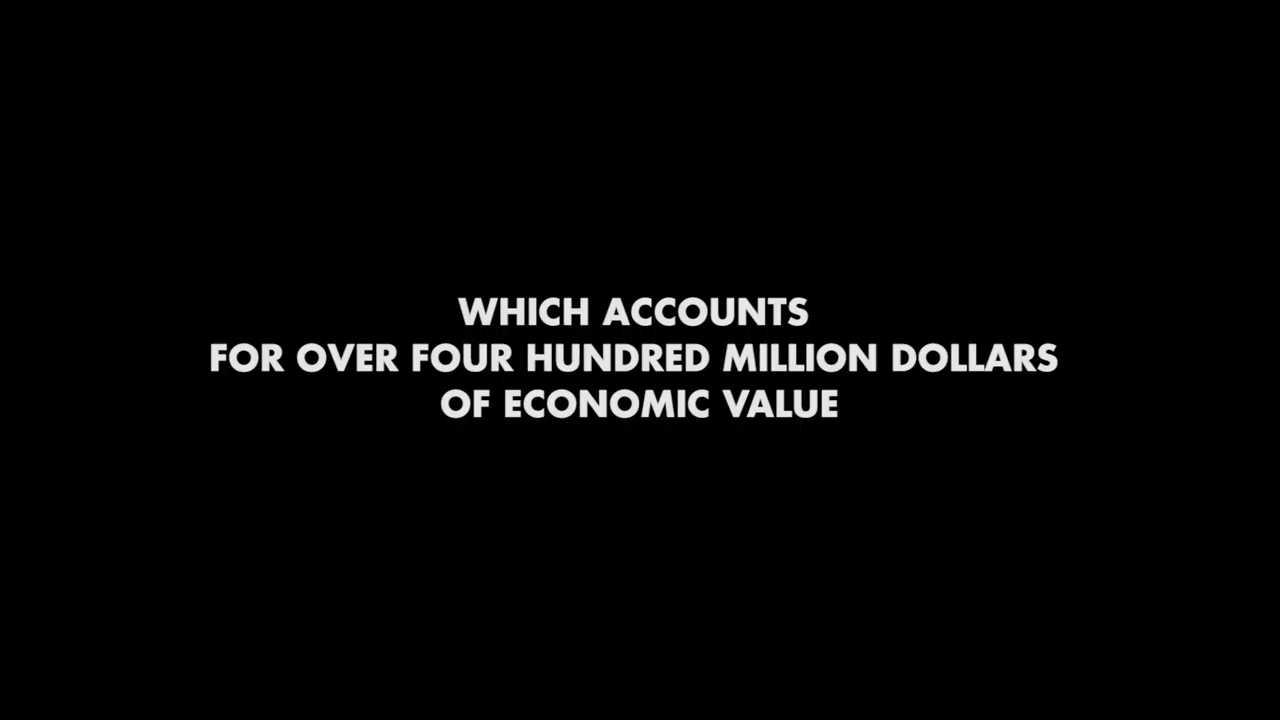 WHICH ACCOUNTS
FOR OVER FOUR HUNDRED MILLION DOLLARS
OF ECONOMIC VALUE